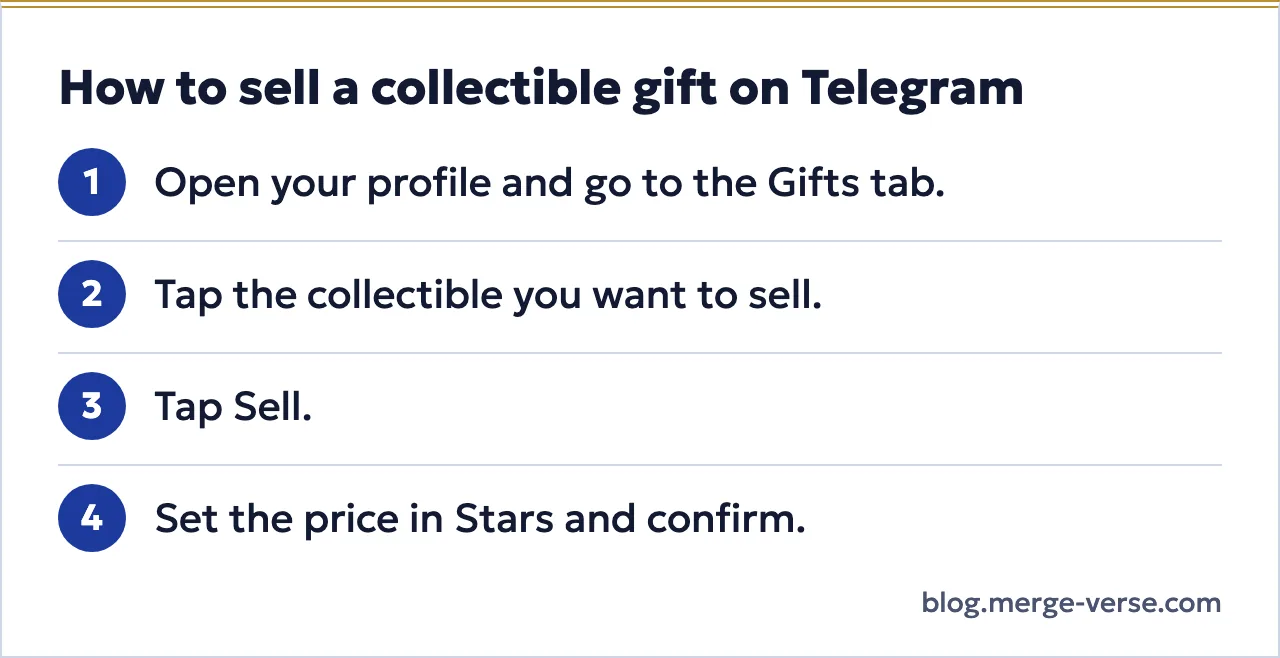 How to sell a collectible gift on Telegram
1 Open your profile and go to the Gifts tab.
2 Tap the collectible you want to sell.
3 Tap Sell.
4 Set the price in Stars and confirm.
blog.merge-verse.com